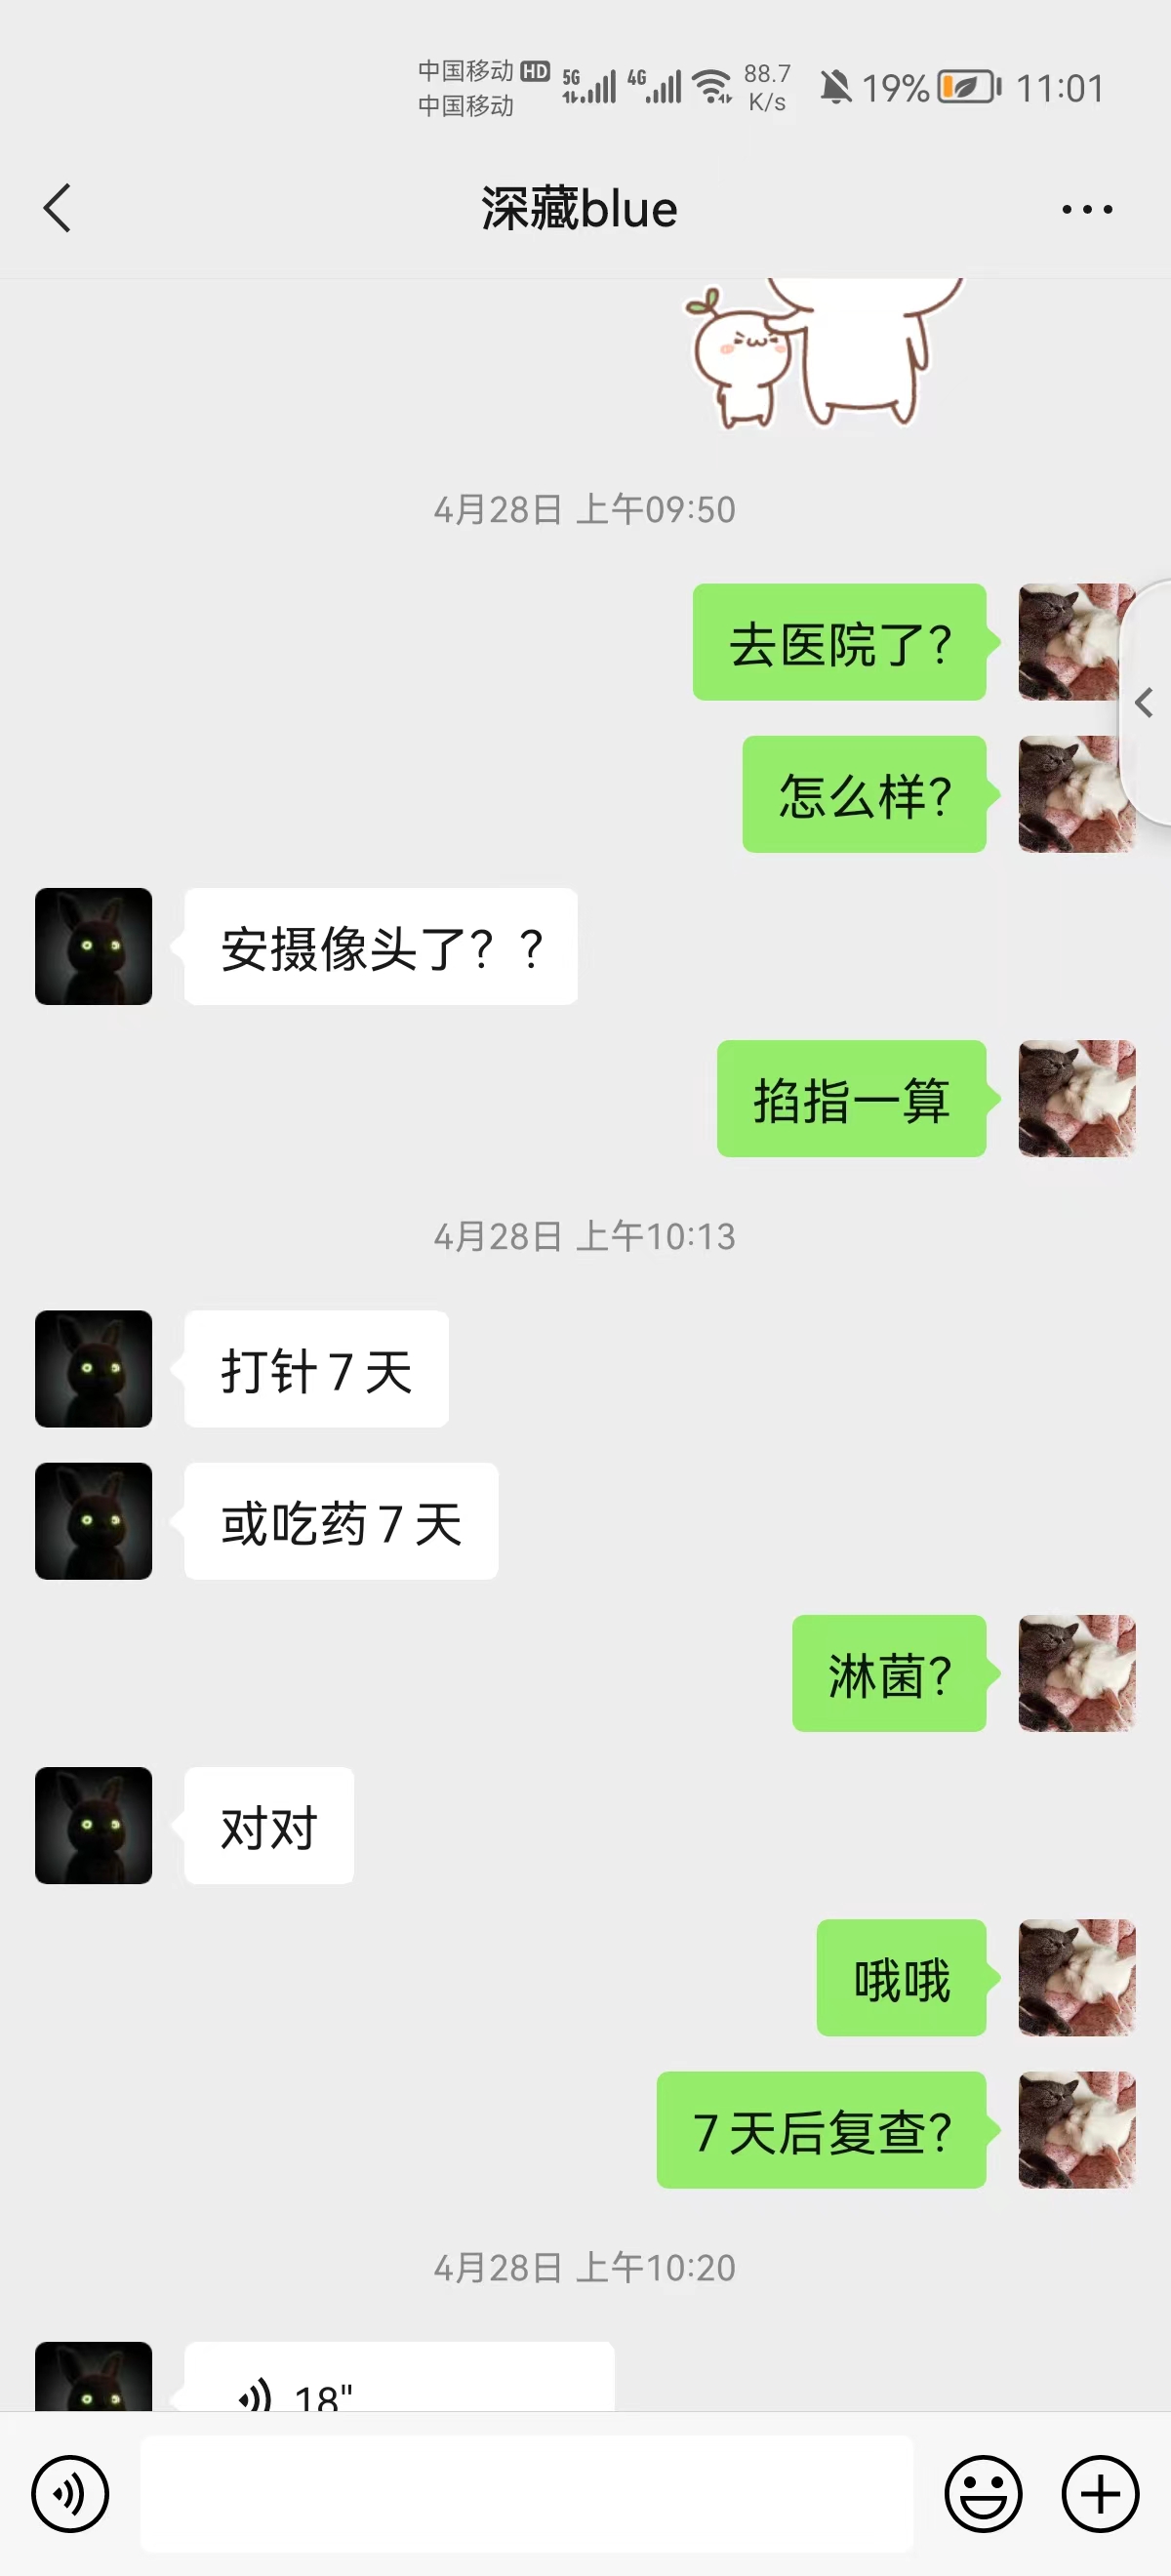 中国移动 HD 5G 4G 88.7 K/s 19% 11:01
中国移动
深藏blue
4月28日 上午09:50
去医院了?
怎么样?
安摄像头了? ?
掐指一算
4月28日 上午10:13
打针7天
或吃药7天
淋菌?
对对
哦哦
7天后复查?
4月28日 上午10:20
18"